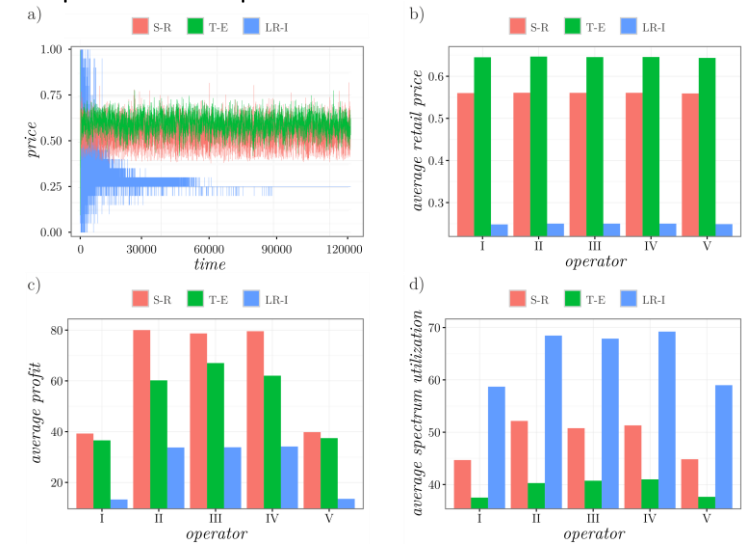 a)
S-R T-E LR-I
1.00
0.75
0.50
0.25
0.00
price
0 30000 60000 90000 120000
time
b)
S-R T-E LR-I
0.6
0.5
0.4
0.3
average retail price
I II III IV V
operator
c)
S-R T-E LR-I
80
60
40
20
average profit
I II III IV V
operator
d)
S-R T-E LR-I
70
60
50
40
average spectrum utilization
I II III IV V
operator